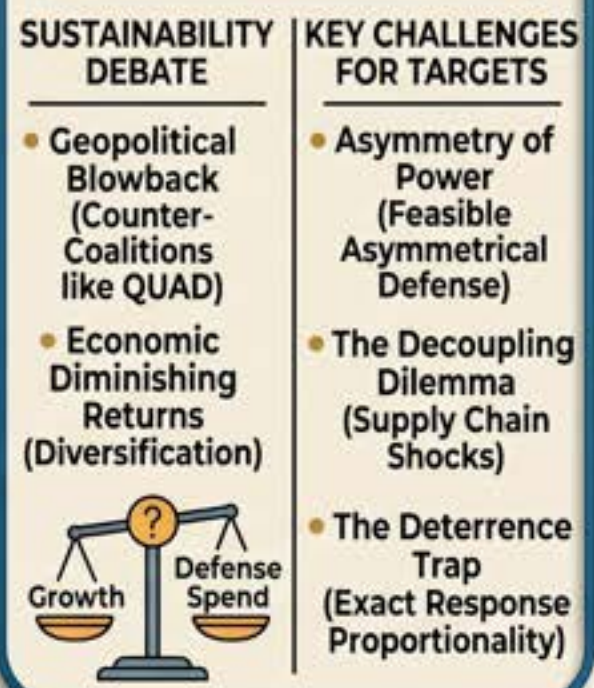 SUSTAINABILITY
DEBATE
• Geopolitical
Blowback
(Counter-
Coalitions
like QUAD)
• Economic
Diminishing
Returns
(Diversification)
?
Growth
Defense
Spend
KEY CHALLENGES
FOR TARGETS
• Asymmetry of
Power
(Feasible
Asymmetrical
Defense)
• The Decoupling
Dilemma
(Supply Chain
Shocks)
• The Deterrence
Trap
(Exact Response
Proportionality)